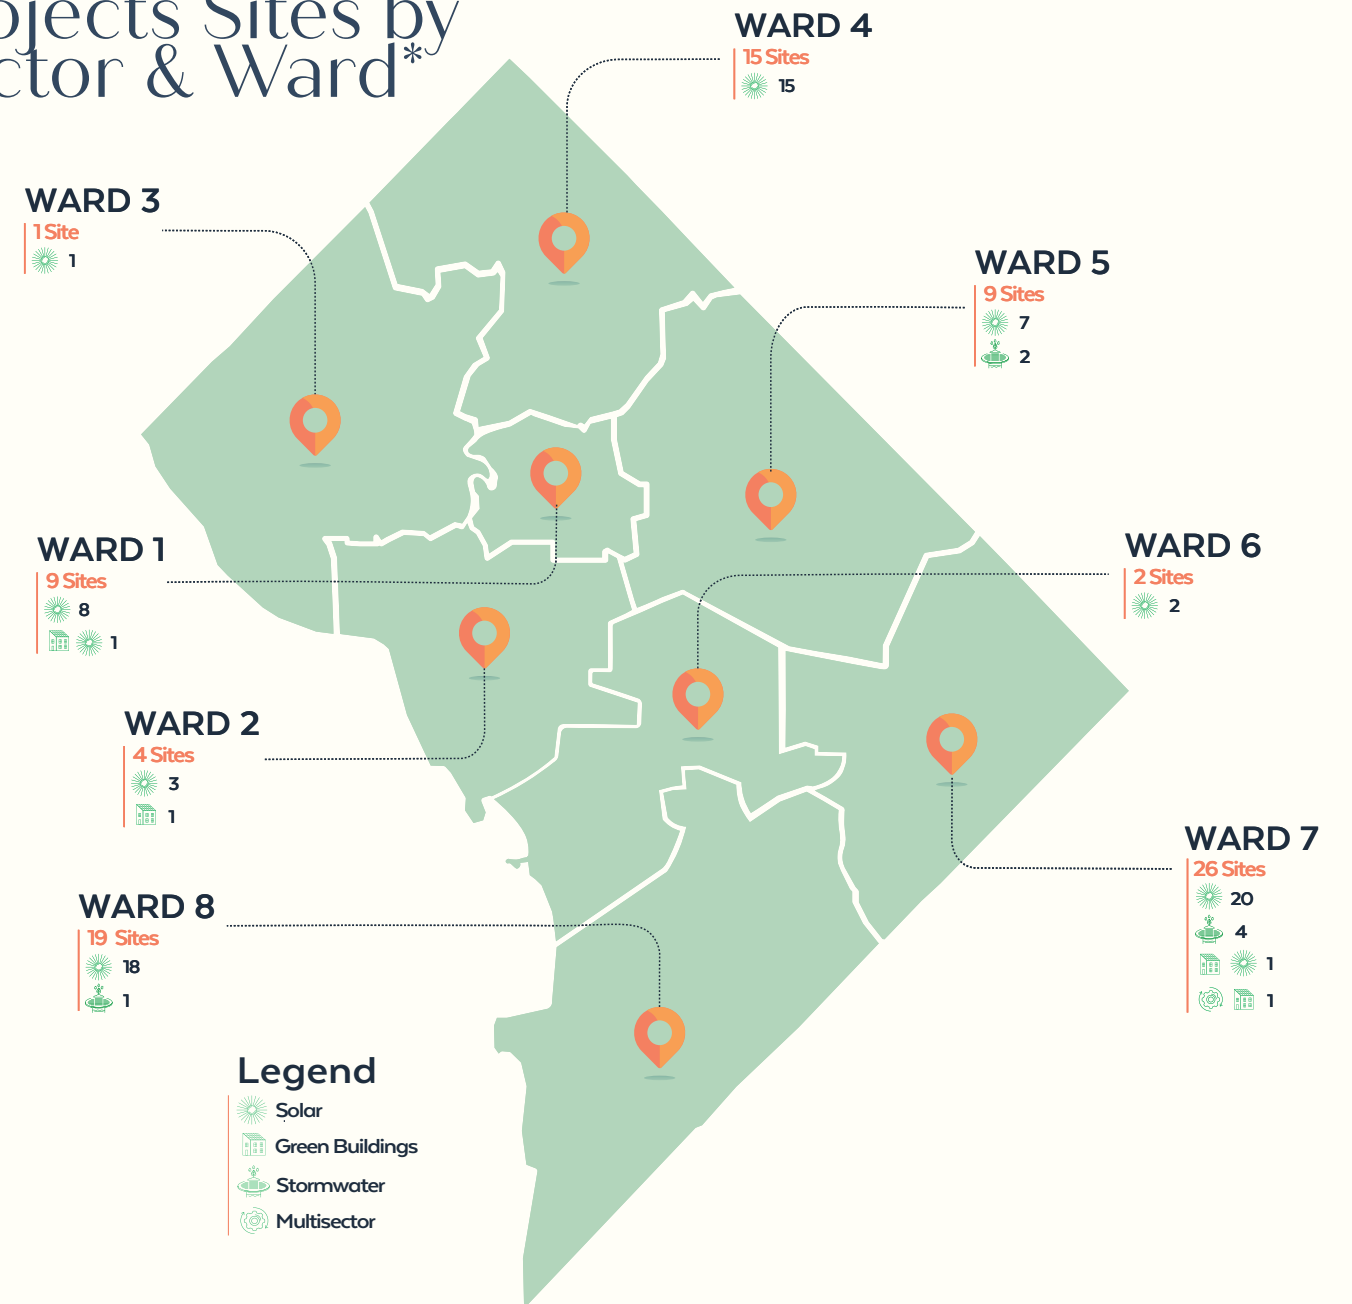 ojects Sites by
ctor & Ward*
WARD 4
15 Sites
15
WARD 3
1 Site
1
WARD 5
9 Sites
7
2
WARD 1
9 Sites
8
1
WARD 6
2 Sites
2
WARD 2
4 Sites
3
1
WARD 7
26 Sites
20
4
1
1
WARD 8
19 Sites
18
1
Legend
Solar
Green Buildings
Stormwater
Multisector